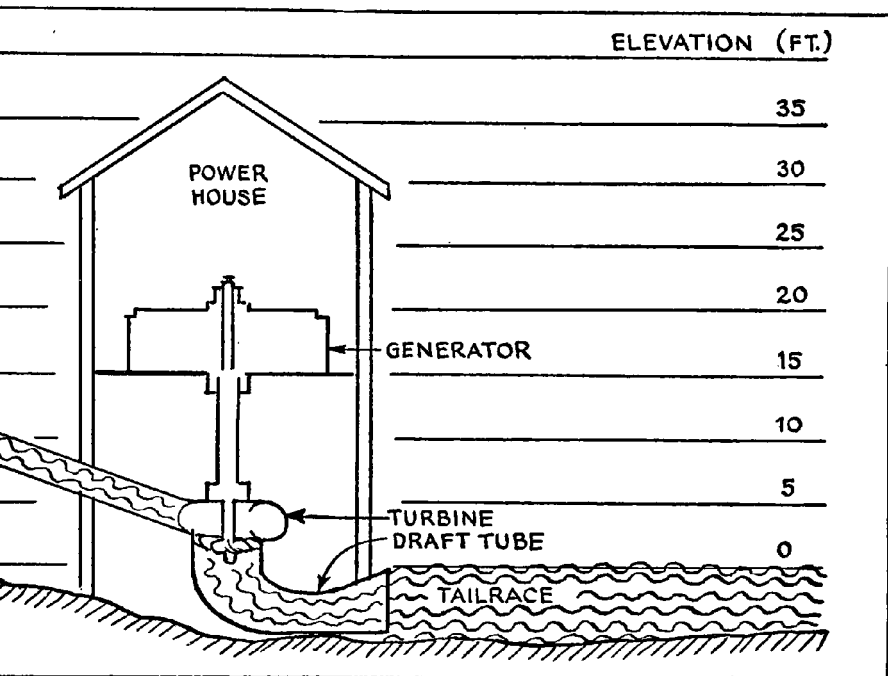 ELEVATION (FT.)
35
POWER
HOUSE
30
25
20
GENERATOR
15
10
5
TURBINE
DRAFT TUBE
0
TAILRACE